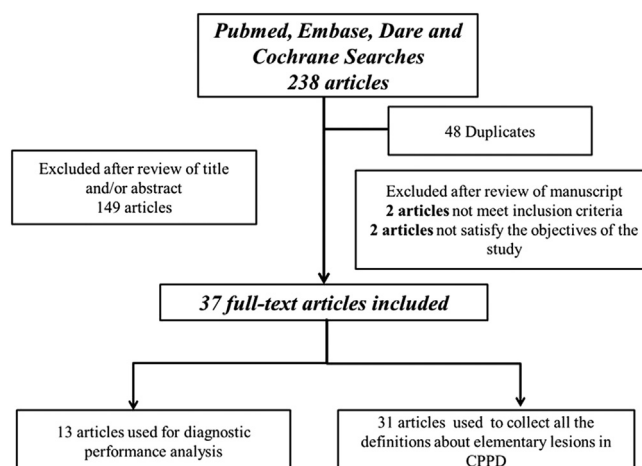 Pubmed, Embase, Dare and
Cochrane Searches
238 articles
48 Duplicates
Excluded after review of title
and/or abstract
149 articles
Excluded after review of manuscript
2 articles not meet inclusion criteria
2 articles not satisfy the objectives of the
study
37 full-text articles included
13 articles used for diagnostic
performance analysis
31 articles used to collect all the
definitions about elementary lesions in
CPPD